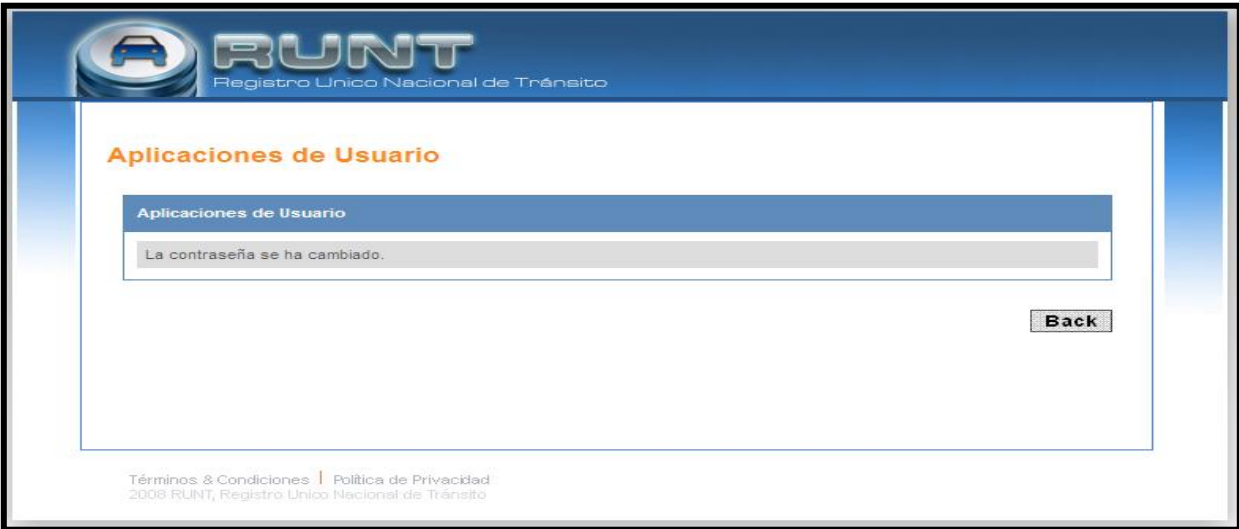 RUNT
Registro Unico Nacional de Tránsito
Aplicaciones de Usuario
Aplicaciones de Usuario
La contraseña se ha cambiado.
Back
Términos & Condiciones | Política de Privacidad
2008 RUNT, Registro Unico Nacional de Tránsito